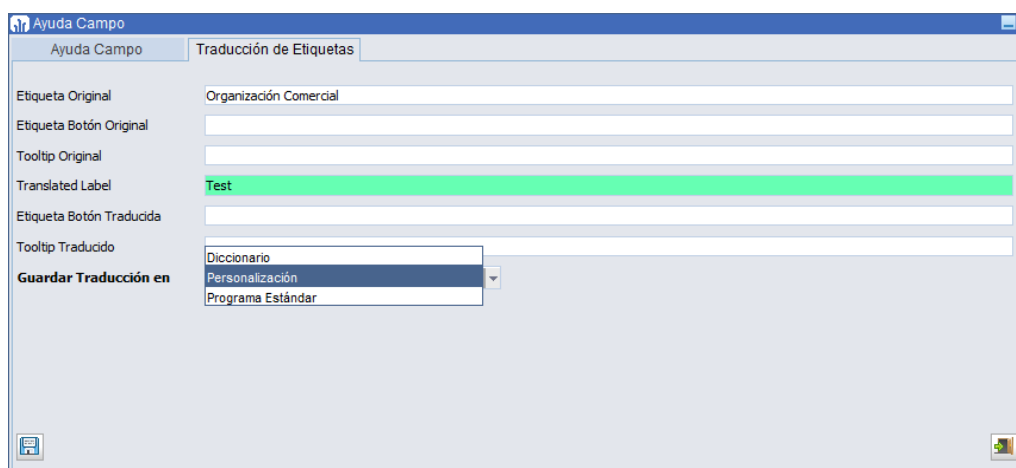 Ayuda Campo
Ayuda Campo Traducción de Etiquetas
Etiqueta Original Organización Comercial
Etiqueta Botón Original
Tooltip Original
Translated Label Test
Etiqueta Botón Traducida
Tooltip Traducido
Diccionario
Guardar Traducción en Personalización
Programa Estándar